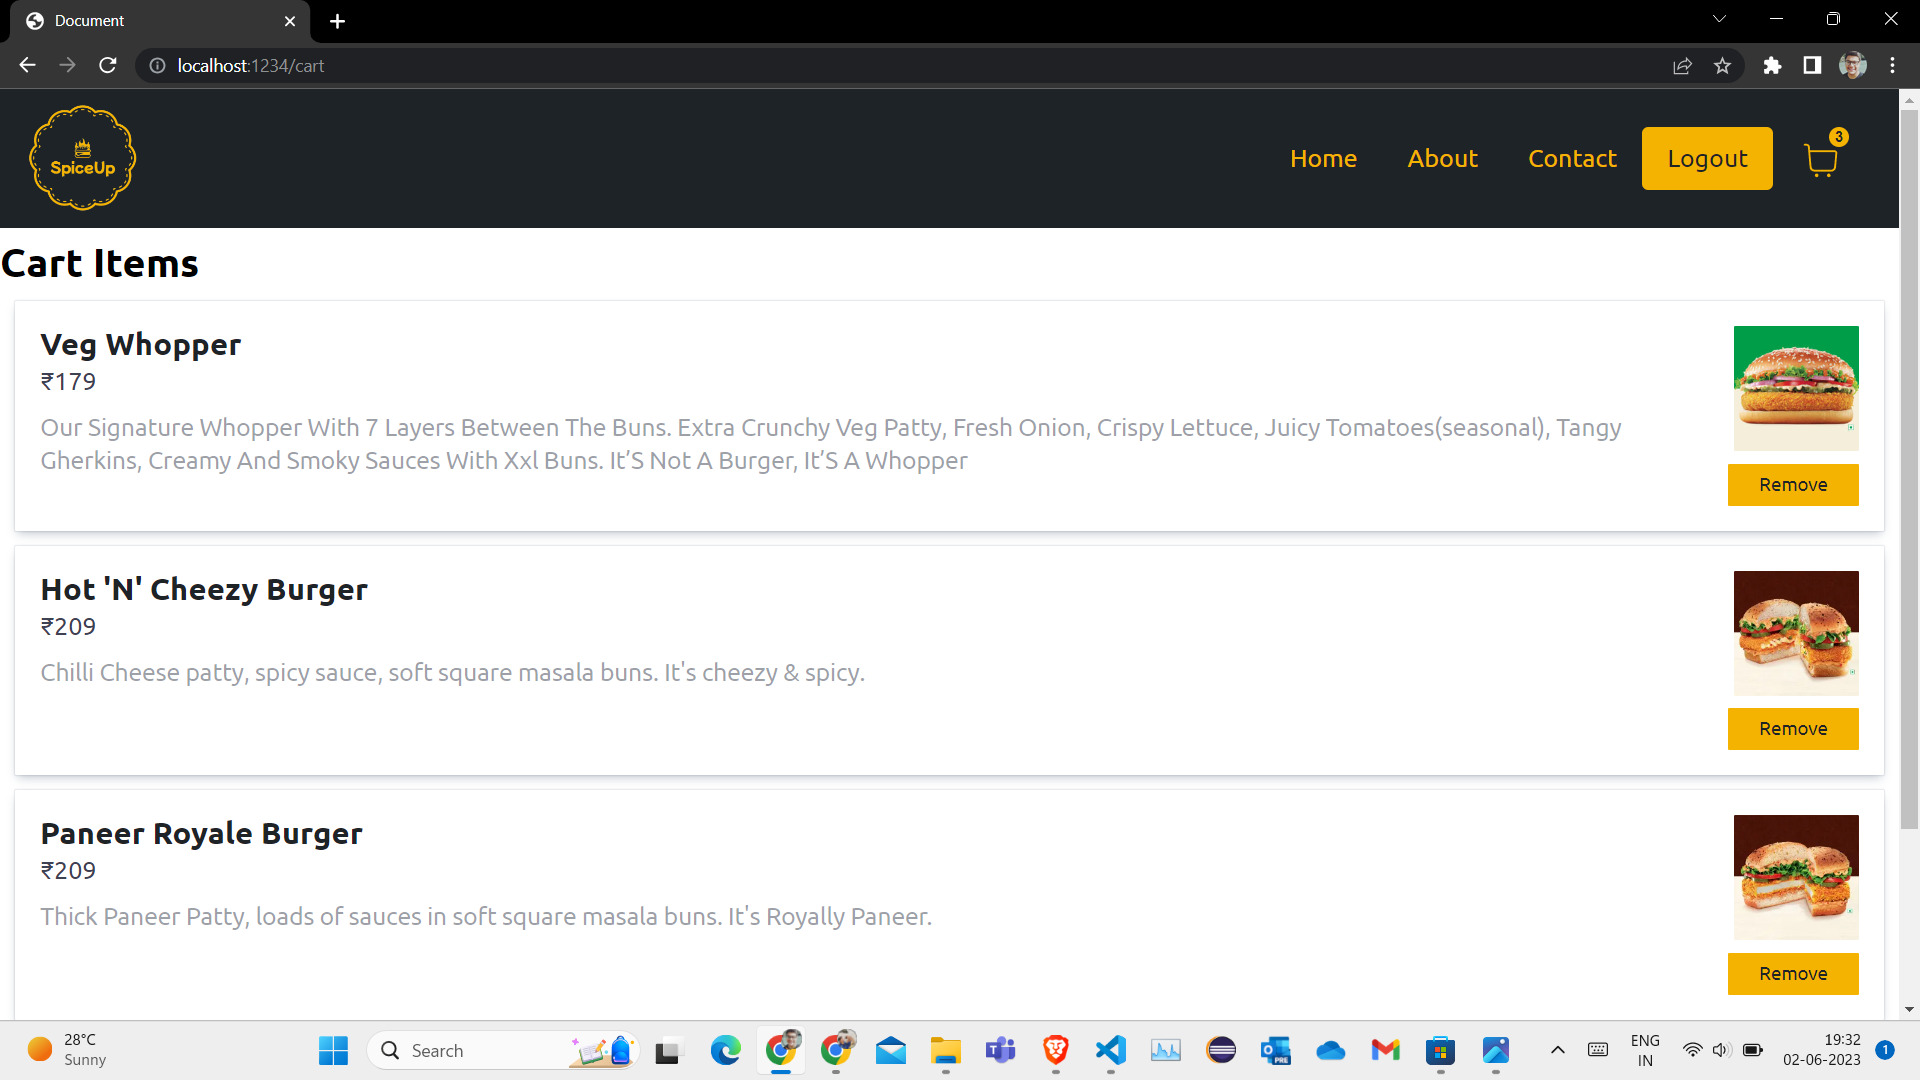 Document
localhost:1234/cart
SpiceUp
Home
About
Contact
Logout
3
Cart Items
Veg Whopper
₹179
Our Signature Whopper With 7 Layers Between The Buns. Extra Crunchy Veg Patty, Fresh Onion, Crispy Lettuce, Juicy Tomatoes(seasonal), Tangy
Gherkins, Creamy And Smoky Sauces With Xxl Buns. It’S Not A Burger, It’S A Whopper
Remove
Hot 'N' Cheezy Burger
₹209
Chilli Cheese patty, spicy sauce, soft square masala buns. It's cheezy & spicy.
Remove
Paneer Royale Burger
₹209
Thick Paneer Patty, loads of sauces in soft square masala buns. It's Royally Paneer.
Remove
28°C
Sunny
Search
PRE
ENG
IN
19:32
02-06-2023
1